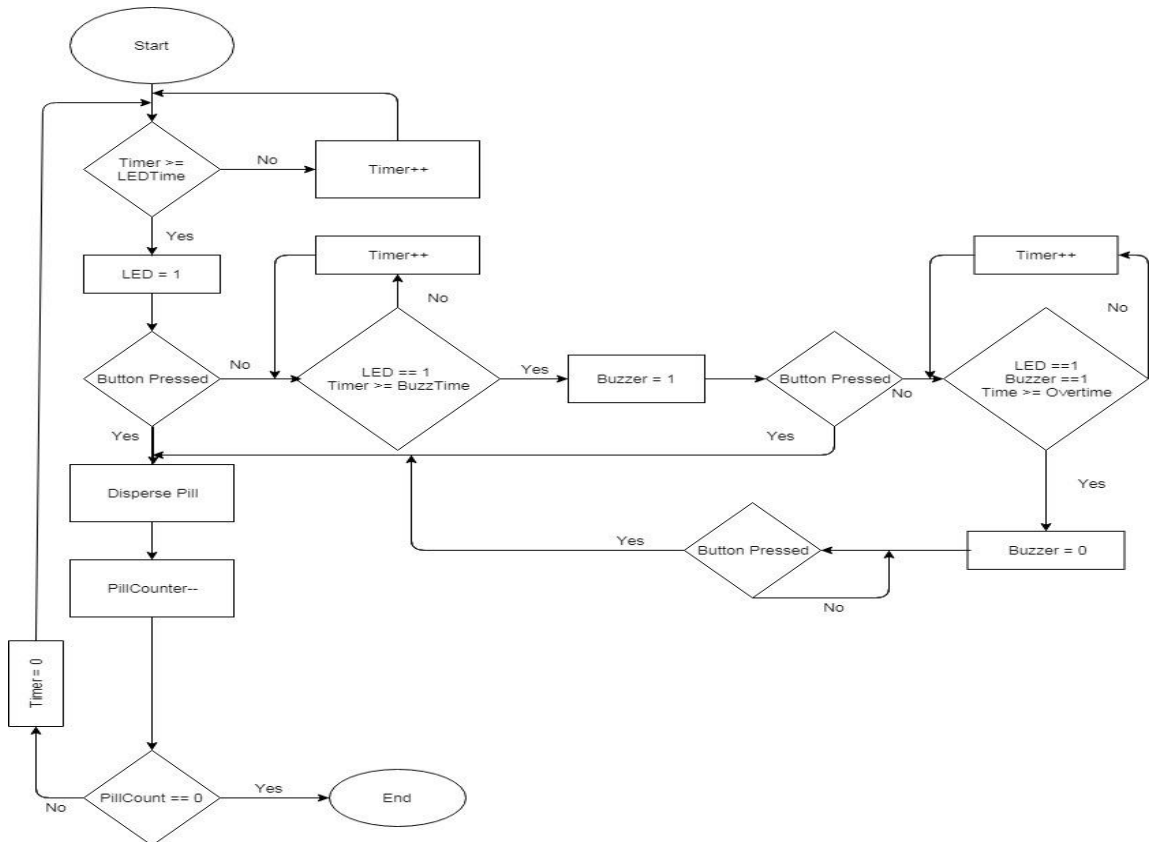 Start
Timer >=
LEDTime
No
Timer++
Yes
LED = 1
Timer++
No
Button Pressed
No
LED == 1
Timer >= BuzzTime
Yes
Buzzer = 1
Button Pressed
No
Timer++
No
LED ==1
Buzzer ==1
Time >= Overtime
Yes
Yes
Yes
Disperse Pill
Buzzer = 0
Button Pressed
Yes
No
PillCounter--
Timer = 0
No
PillCount == 0
Yes
End